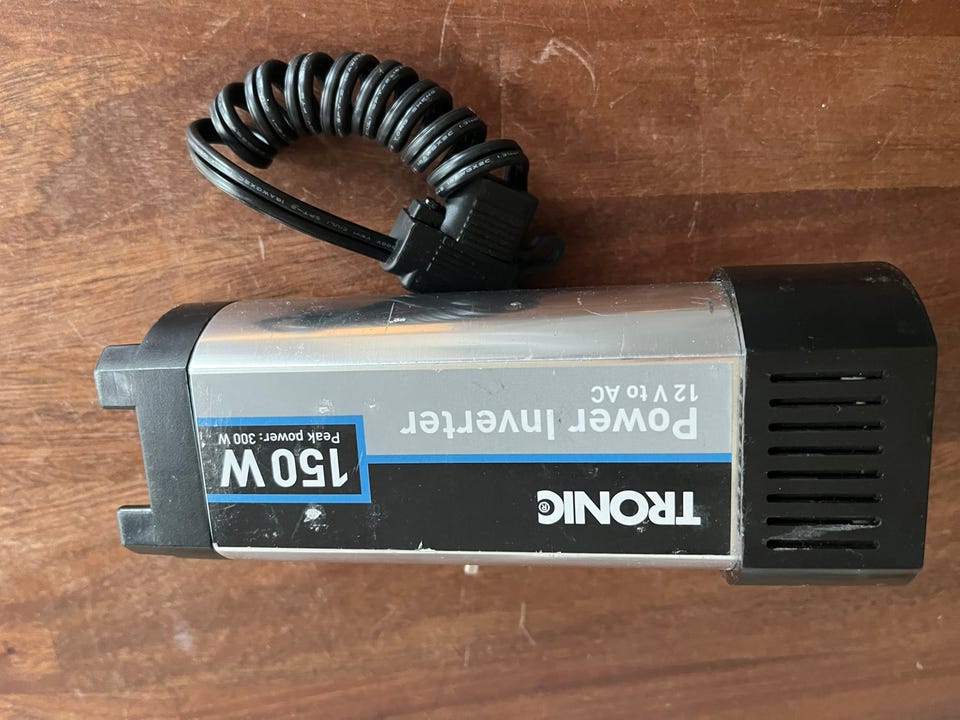 TRONIC®
Power Inverter
12 V to AC
150 W
Peak power: 300 W